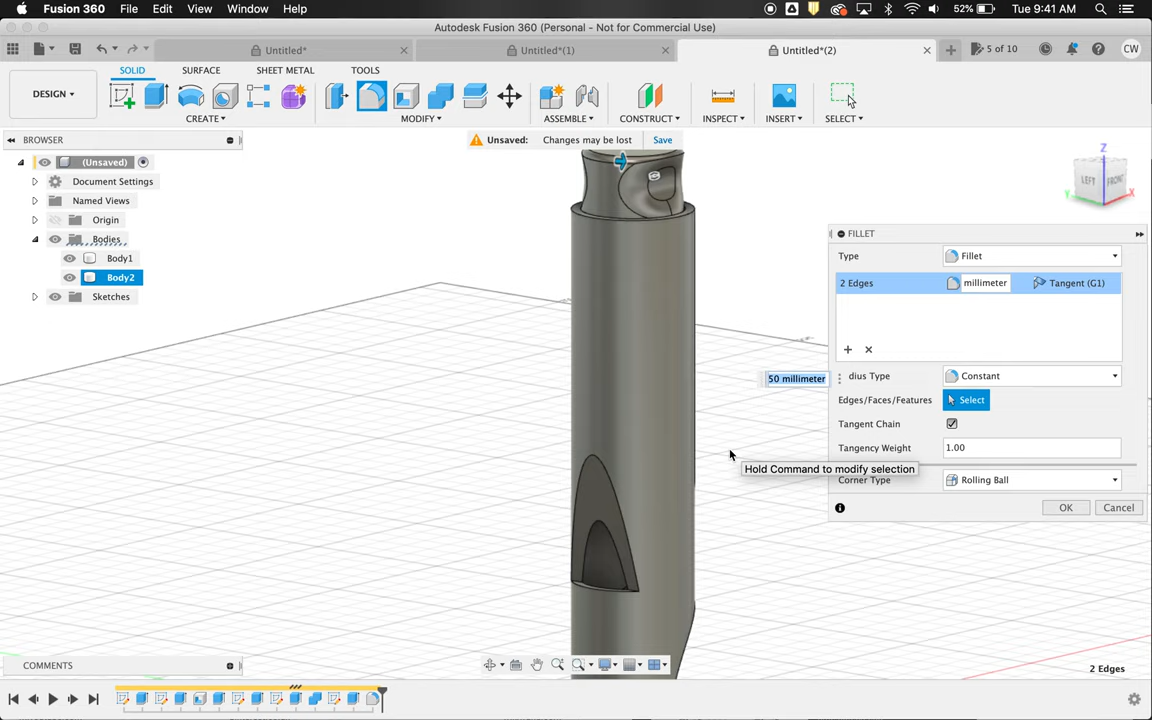 Fusion 360 File Edit View Window Help 52% Tue 9:41 AM
Autodesk Fusion 360 (Personal - Not for Commercial Use)
Untitled* Untitled*(1) Untitled*(2) 5 of 10 CW
SOLID SURFACE SHEET METAL TOOLS
DESIGN
CREATE MODIFY ASSEMBLE CONSTRUCT INSPECT INSERT SELECT
BROWSER
Unsaved: Changes may be lost Save
(Unsaved)
Document Settings
Named Views
Origin
Bodies
Body1
Body2
Sketches
Z
LEFT FRONT
Y X
FILLET
Type Fillet
2 Edges millimeter Tangent (G1)
50 millimeter
dius Type Constant
Edges/Faces/Features Select
Tangent Chain
Tangency Weight 1.00
Hold Command to modify selection
Corner Type Rolling Ball
OK Cancel
COMMENTS
2 Edges